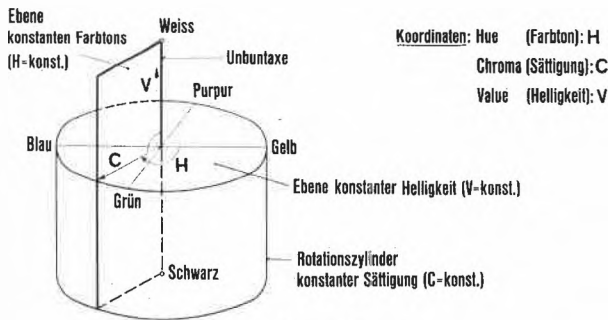 Ebene
konstanten Farbtons
(H=konst.)
Weiss
Unbuntaxe
V
Purpur
Blau
Gelb
C
H
Grün
Ebene konstanter Helligkeit (V=konst.)
Schwarz
Rotationszylinder
konstanter Sättigung (C=konst.)
Koordinaten: Hue (Farbton): H
Chroma (Sättigung): C
Value (Helligkeit): V